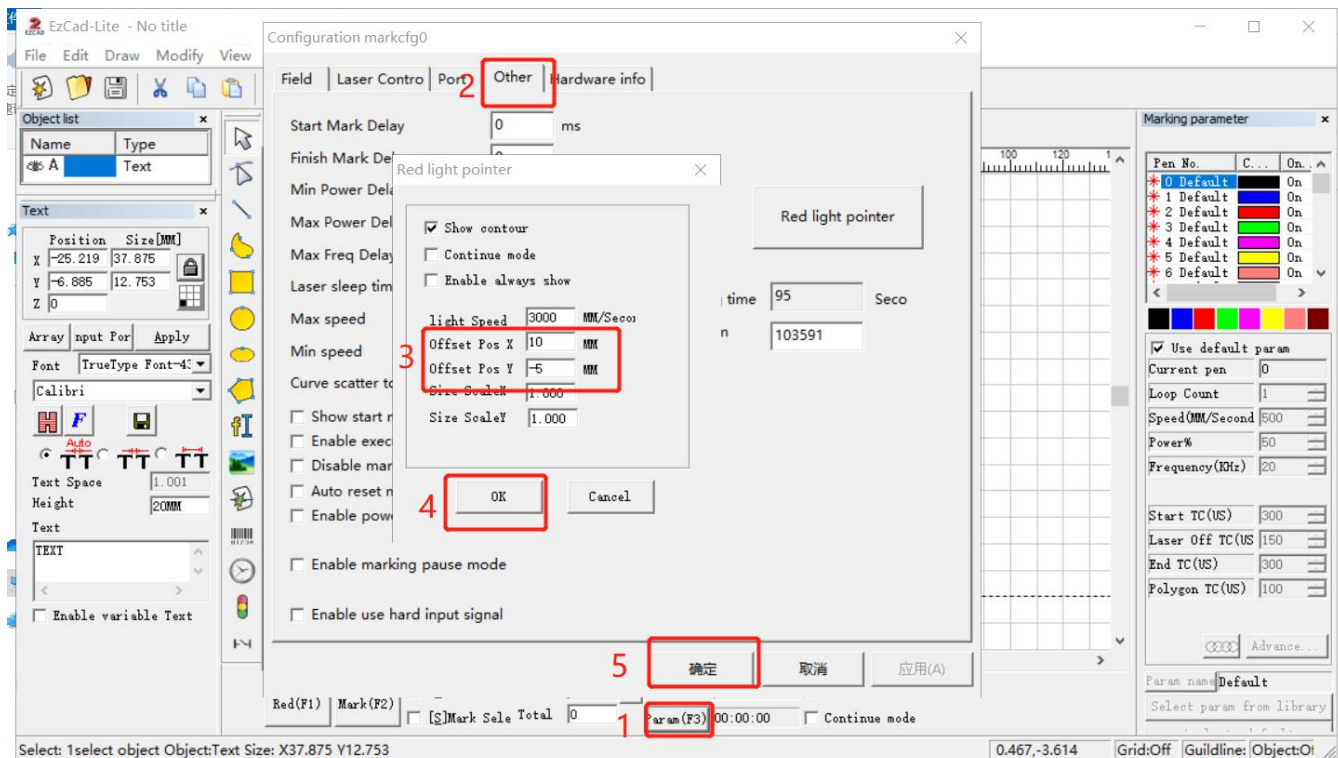 EzCad-Lite - No title
File Edit Draw Modify View
Object list
Name Type
A Text
Text
Position Size[MM]
X -25.219 37.875
Y -6.885 12.753
Z 0
Array nput Por Apply
Font TrueType Font-43
Calibri
F
Auto
TT TT TT
Text Space 1.001
Height 20MM
Text
TEXT
Enable variable Text
Configuration markcfg0
Field Laser Contro Port Other Hardware info
2
Start Mark Delay 0 ms
Finish Mark Del
Min Power Dela
Max Power Del
Max Freq Delay
Laser sleep tim
Max speed
Min speed
Curve scatter to
Show start m
Enable exec
Disable mar
Auto reset m
Enable powe
Enable marking pause mode
Enable use hard input signal
Red light pointer
time 95 Seco
n 103591
Red light pointer
Show contour
Continue mode
Enable always show
light Speed 3000 MM/Secon
3
Offset Pos X 10 MM
Offset Pos Y -5 MM
Size ScaleX 1.000
Size ScaleY 1.000
4
OK Cancel
5
确定 取消 应用(A)
Red(F1) Mark(F2) [S]Mark Sele Total 0 1 Param(F3) 00:00:00 Continue mode
100 120
Marking parameter
Pen No. C... On..
0 Default On
1 Default On
2 Default On
3 Default On
4 Default On
5 Default On
6 Default On
Use default param
Current pen 0
Loop Count 1
Speed(MM/Second 500
Power% 50
Frequency(KHz) 20
Start TC(US) 300
Laser Off TC(US 150
End TC(US) 300
Polygon TC(US) 100
Advance...
Param name Default
Select param from library
Select: 1select object Object:Text Size: X37.875 Y12.753
0.467,-3.614 Grid:Off Guildline: Object:Of